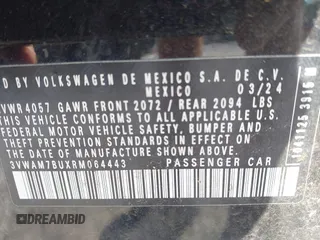 D BY VOLKSWAGEN DE MEXICO S.A. DE C.V.
MEXICO 03/24
VWR4057 GAWR FRONT 2072 / REAR 2094 LBS
THIS VEHICLE CONFORMS TO ALL APPLICABLE U.S.
FEDERAL MOTOR VEHICLE SAFETY, BUMPER AND
THEFT PREVENTION STANDARDS IN EFFECT ON
DATE OF MANUFACTURE SHOWN ABOVE.
3VWAM7BUXRM064443 PASSENGER CAR
DREAMBID